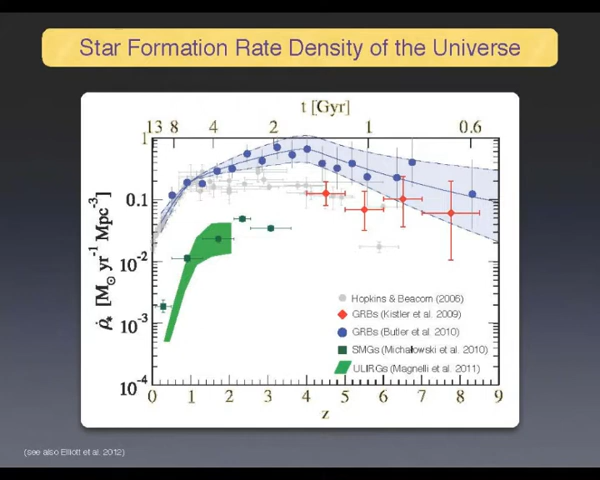 Star Formation Rate Density of the Universe
t [Gyr]
13 8 4 2 1 0.6
1
0.1
10⁻²
10⁻³
10⁻⁴
ρ̇* [M⊙ yr⁻¹ Mpc⁻³]
0 1 2 3 4 5 6 7 8 9
z
Hopkins & Beacom (2006)
GRBs (Kistler et al. 2009)
GRBs (Butler et al. 2010)
SMGs (Michałowski et al. 2010)
ULIRGs (Magnelli et al. 2011)
(see also Elliott et al. 2012)